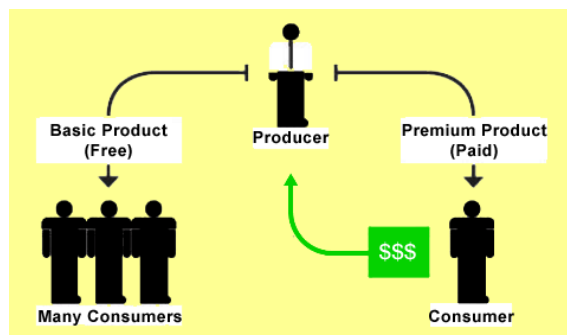 Producer
Basic Product
(Free)
Premium Product
(Paid)
$$$
Many Consumers
Consumer